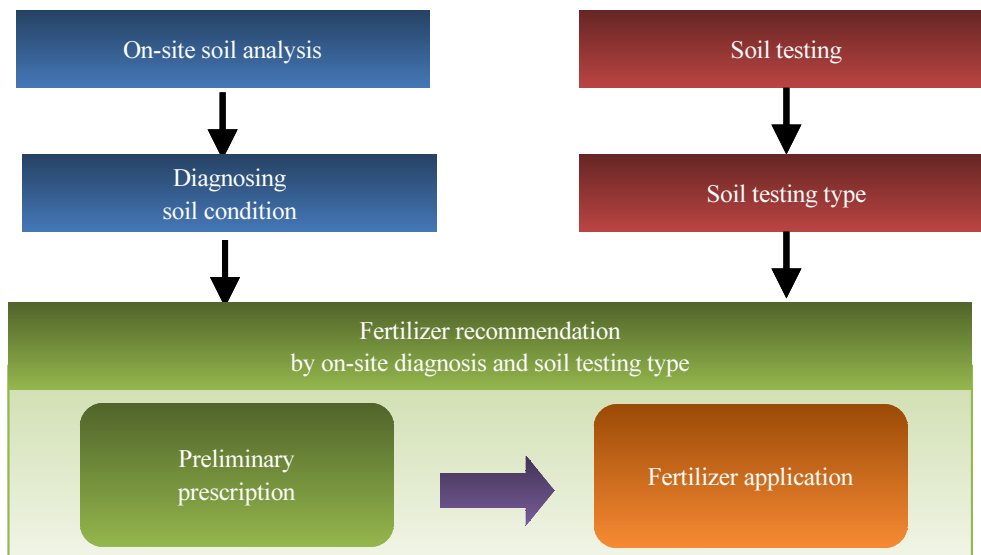 On-site soil analysis
Soil testing
Diagnosing
soil condition
Soil testing type
Fertilizer recommendation
by on-site diagnosis and soil testing type
Preliminary
prescription
Fertilizer application